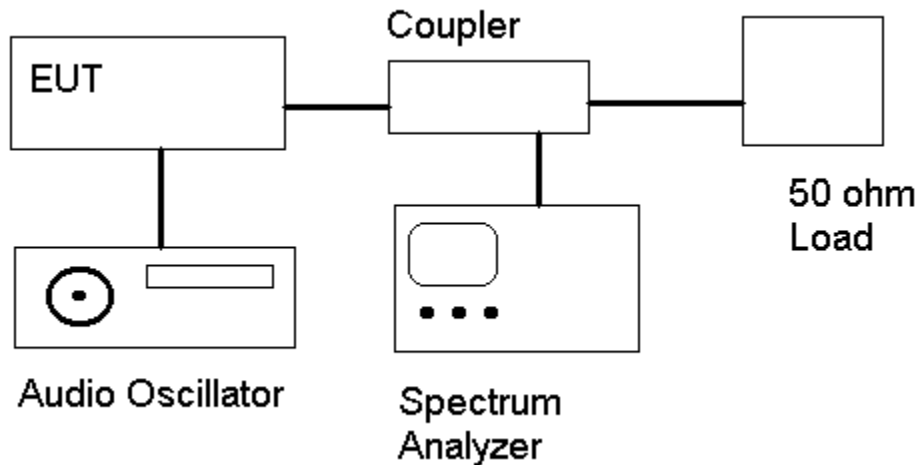 Coupler
EUT
50 ohm
Load
Audio Oscillator
Spectrum
Analyzer